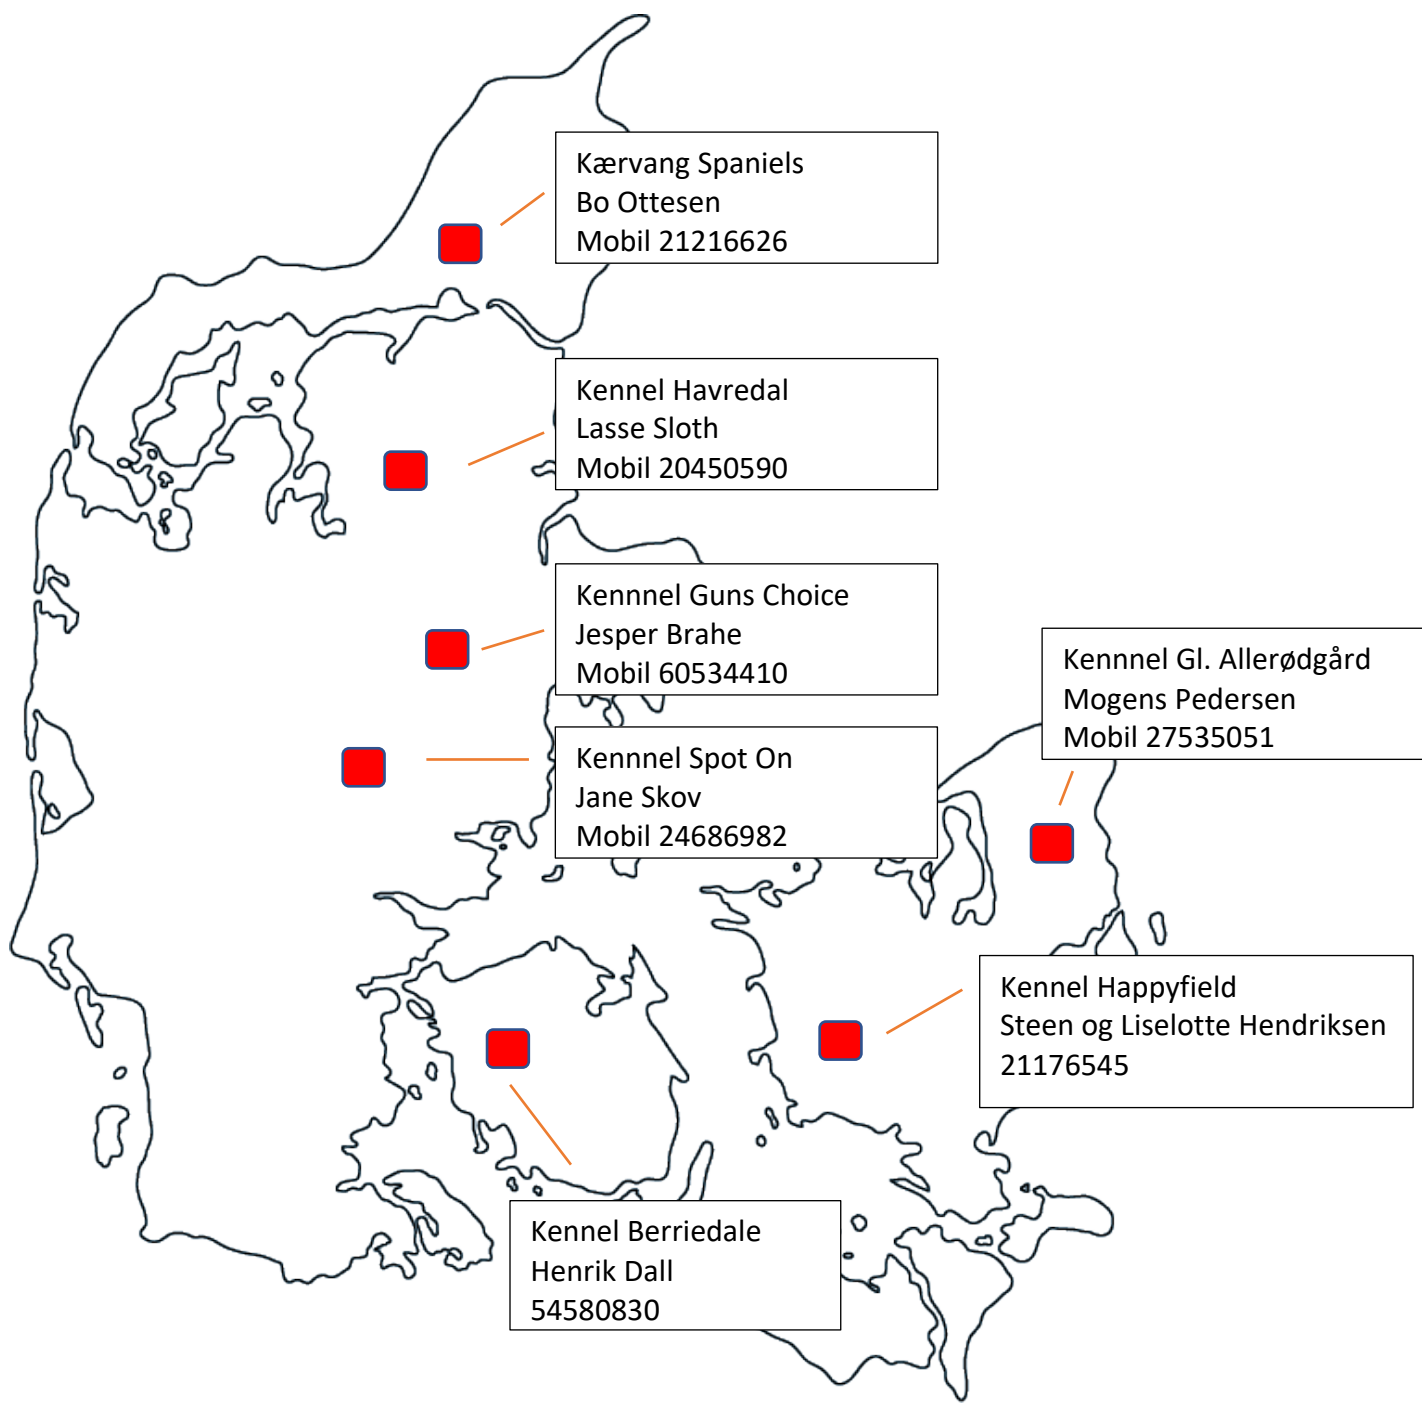 Kærvang Spaniels
Bo Ottesen
Mobil 21216626
Kennel Havredal
Lasse Sloth
Mobil 20450590
Kennnel Guns Choice
Jesper Brahe
Mobil 60534410
Kennnel Gl. Allerødgård
Mogens Pedersen
Mobil 27535051
Kennnel Spot On
Jane Skov
Mobil 24686982
Kennel Happyfield
Steen og Liselotte Hendriksen
21176545
Kennel Berriedale
Henrik Dall
54580830